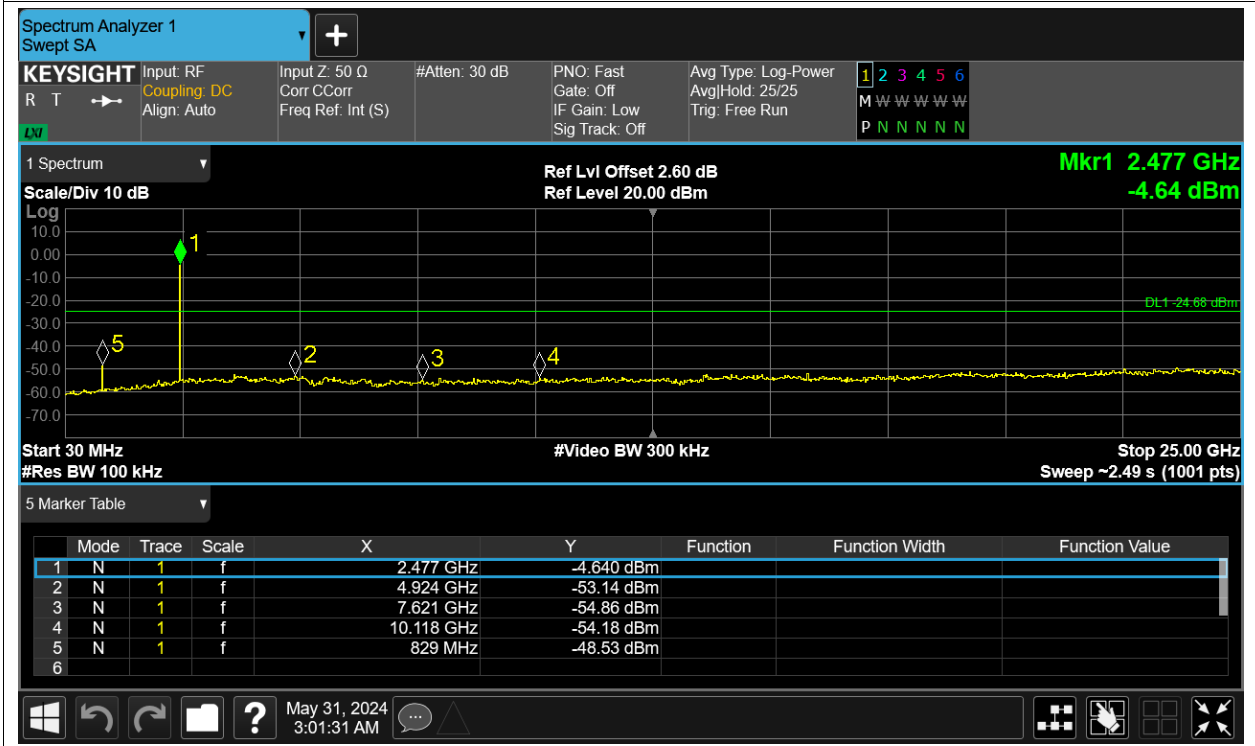 Spectrum Analyzer 1
Swept SA
+
KEYSIGHT
R T
LXI
Input: RF
Coupling: DC
Align: Auto
Input Z: 50 Ω
Corr CCorr
Freq Ref: Int (S)
#Atten: 30 dB
PNO: Fast
Gate: Off
IF Gain: Low
Sig Track: Off
Avg Type: Log-Power
Avg|Hold: 25/25
Trig: Free Run
1 2 3 4 5 6
M W W W W W
P N N N N N
1 Spectrum
Scale/Div 10 dB
Ref Lvl Offset 2.60 dB
Ref Level 20.00 dBm
Mkr1 2.477 GHz
-4.64 dBm
Log
10.0
0.00
-10.0
-20.0
-30.0
-40.0
-50.0
-60.0
-70.0
1
5
2
3
4
DL1 -24.68 dBm
Start 30 MHz
#Video BW 300 kHz
Stop 25.00 GHz
#Res BW 100 kHz
Sweep ~2.49 s (1001 pts)
5 Marker Table
Mode Trace Scale X Y Function Function Width Function Value
1 N 1 f 2.477 GHz -4.640 dBm
2 N 1 f 4.924 GHz -53.14 dBm
3 N 1 f 7.621 GHz -54.86 dBm
4 N 1 f 10.118 GHz -54.18 dBm
5 N 1 f 829 MHz -48.53 dBm
6
?
May 31, 2024
3:01:31 AM